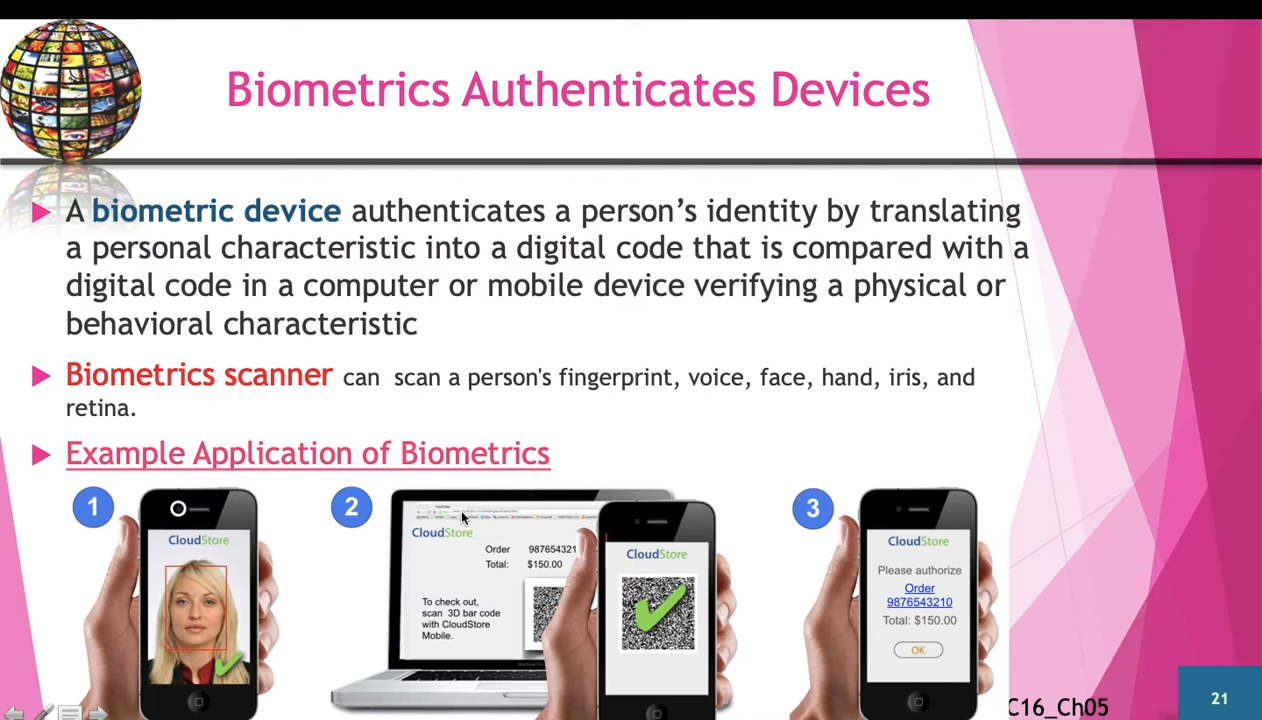 Biometrics Authenticates Devices
A biometric device authenticates a person's identity by translating
a personal characteristic into a digital code that is compared with a
digital code in a computer or mobile device verifying a physical or
behavioral characteristic
Biometrics scanner can scan a person's fingerprint, voice, face, hand, iris, and
retina.
Example Application of Biometrics
1
CloudStore
2
CloudStore
Order 987654321
Total: $150.00
To check out,
scan 3D bar code
with CloudStore
Mobile.
CloudStore
3
CloudStore
Please authorize
Order
9876543210
Total: $150.00
OK
C16_Ch05
21